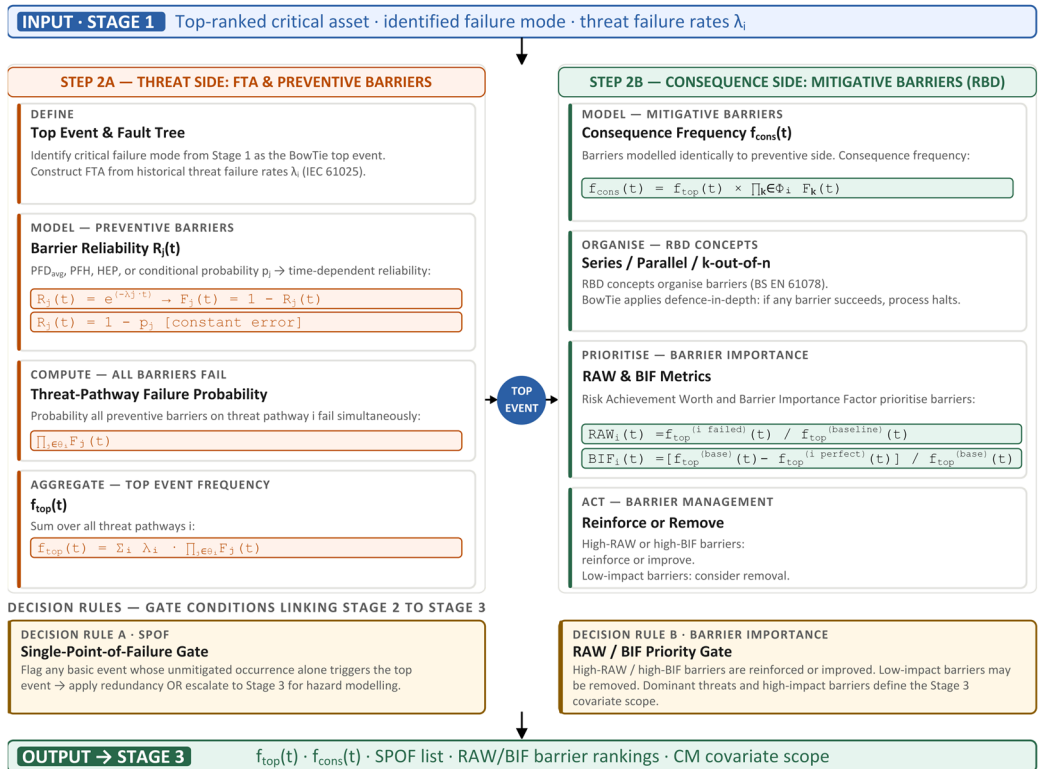 INPUT · STAGE 1 Top-ranked critical asset · identified failure mode · threat failure rates λi
STEP 2A — THREAT SIDE: FTA & PREVENTIVE BARRIERS
DEFINE
Top Event & Fault Tree
Identify critical failure mode from Stage 1 as the BowTie top event.
Construct FTA from historical threat failure rates λi (IEC 61025).
MODEL — PREVENTIVE BARRIERS
Barrier Reliability Rj(t)
PFDavg, PFH, HEP, or conditional probability pj → time-dependent reliability:
Rj(t) = e^(-λj·t) → Fj(t) = 1 - Rj(t)
Rj(t) = 1 - pj [constant error]
COMPUTE — ALL BARRIERS FAIL
Threat-Pathway Failure Probability
Probability all preventive barriers on threat pathway i fail simultaneously:
∏j∈θi Fj(t)
AGGREGATE — TOP EVENT FREQUENCY
ftop(t)
Sum over all threat pathways i:
ftop(t) = Σi λi · ∏j∈θi Fj(t)
TOP
EVENT
STEP 2B — CONSEQUENCE SIDE: MITIGATIVE BARRIERS (RBD)
MODEL — MITIGATIVE BARRIERS
Consequence Frequency fcons(t)
Barriers modelled identically to preventive side. Consequence frequency:
fcons(t) = ftop(t) × ∏k∈Φi Fk(t)
ORGANISE — RBD CONCEPTS
Series / Parallel / k-out-of-n
RBD concepts organise barriers (BS EN 61078).
BowTie applies defence-in-depth: if any barrier succeeds, process halts.
PRIORITISE — BARRIER IMPORTANCE
RAW & BIF Metrics
Risk Achievement Worth and Barrier Importance Factor prioritise barriers:
RAWi(t) =ftop^(i failed)(t) / ftop^(baseline)(t)
BIFi(t) =[ftop^(base)(t)- ftop^(i perfect)(t)] / ftop^(base)(t)
ACT — BARRIER MANAGEMENT
Reinforce or Remove
High-RAW or high-BIF barriers:
reinforce or improve.
Low-impact barriers: consider removal.
DECISION RULES — GATE CONDITIONS LINKING STAGE 2 TO STAGE 3
DECISION RULE A · SPOF
Single-Point-of-Failure Gate
Flag any basic event whose unmitigated occurrence alone triggers the top
event → apply redundancy OR escalate to Stage 3 for hazard modelling.
DECISION RULE B · BARRIER IMPORTANCE
RAW / BIF Priority Gate
High-RAW / high-BIF barriers are reinforced or improved. Low-impact barriers may
be removed. Dominant threats and high-impact barriers define the Stage 3
covariate scope.
OUTPUT → STAGE 3 ftop(t) · fcons(t) · SPOF list · RAW/BIF barrier rankings · CM covariate scope